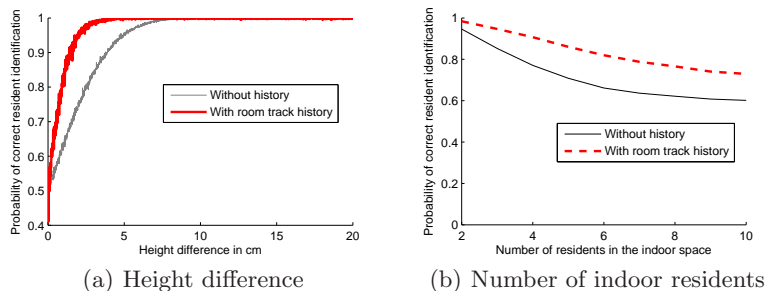 Probability of correct resident identification
1
0.9
0.8
0.7
0.6
0.5
0.4
0
5
10
15
20
Height difference in cm
Without history
With room track history
(a) Height difference
Probability of correct resident identification
1
0.8
0.6
0.4
0.2
0
2
4
6
8
10
Number of residents in the indoor space
Without history
With room track history
(b) Number of indoor residents